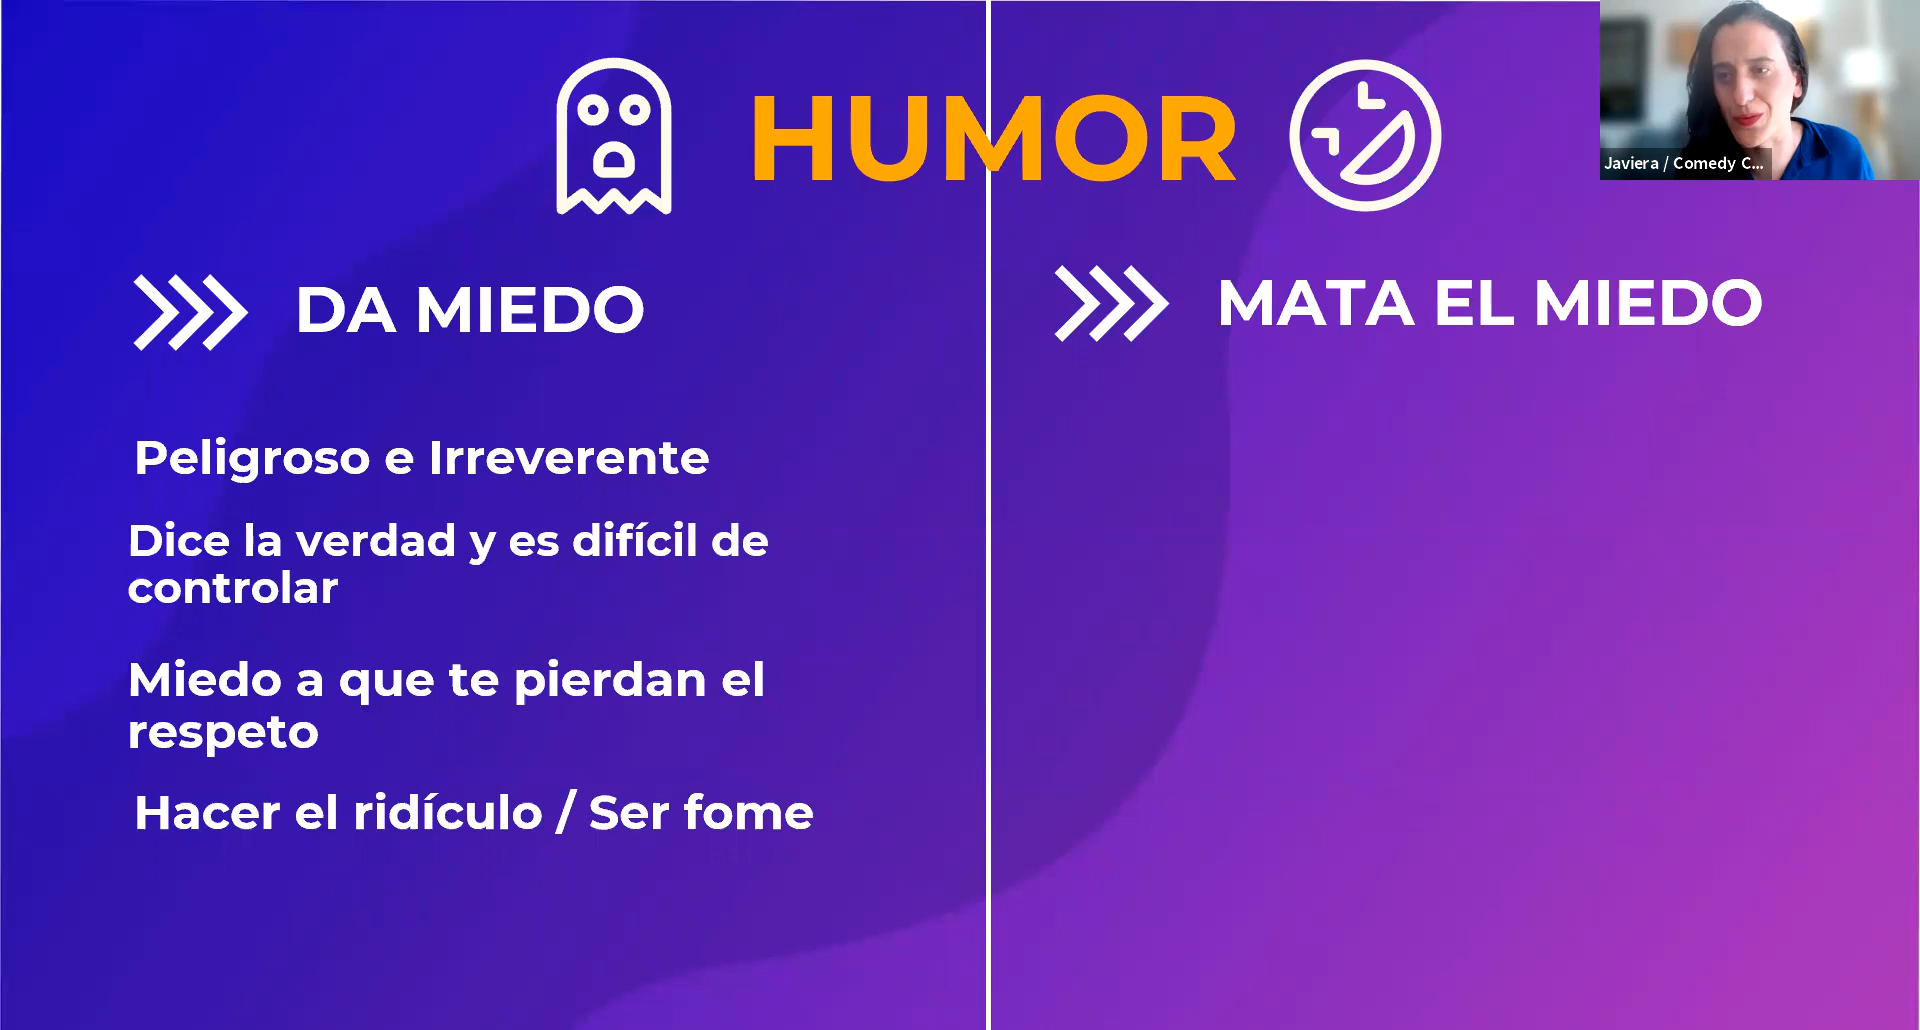 HUMOR
Javiera / Comedy C...
DA MIEDO
Peligroso e Irreverente
Dice la verdad y es difícil de
controlar
Miedo a que te pierdan el
respeto
Hacer el ridículo / Ser fome
MATA EL MIEDO